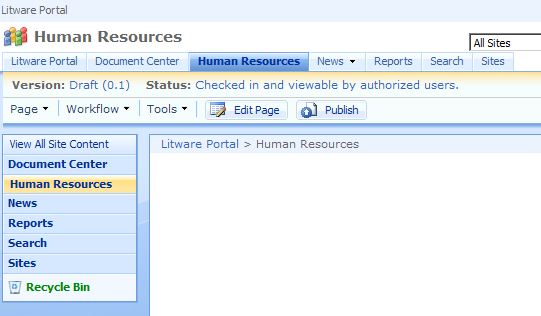 Litware Portal
Human Resources
All Sites
Litware Portal Document Center Human Resources News Reports Search Sites
Version: Draft (0.1) Status: Checked in and viewable by authorized users.
Page Workflow Tools Edit Page Publish
View All Site Content
Document Center
Human Resources
News
Reports
Search
Sites
Recycle Bin
Litware Portal > Human Resources